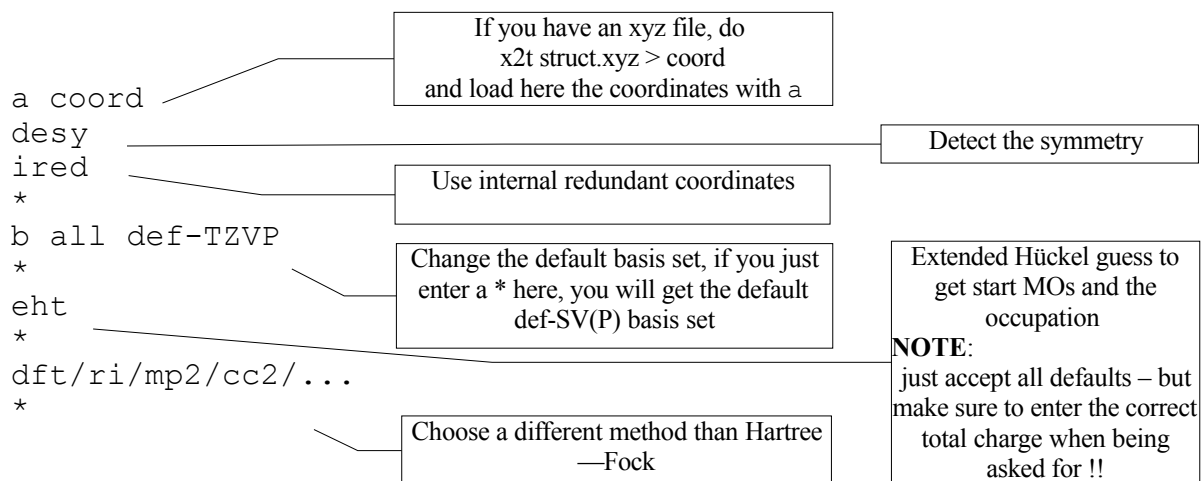 If you have an xyz file, do
x2t struct.xyz > coord
and load here the coordinates with a
a coord
desy
Detect the symmetry
ired
Use internal redundant coordinates
*
b all def-TZVP
*
Change the default basis set, if you just
enter a * here, you will get the default
def-SV(P) basis set
Extended Hückel guess to
get start MOs and the
occupation
NOTE:
just accept all defaults – but
make sure to enter the correct
total charge when being
asked for !!
eht
*
dft/ri/mp2/cc2/...
*
Choose a different method than Hartree
—Fock